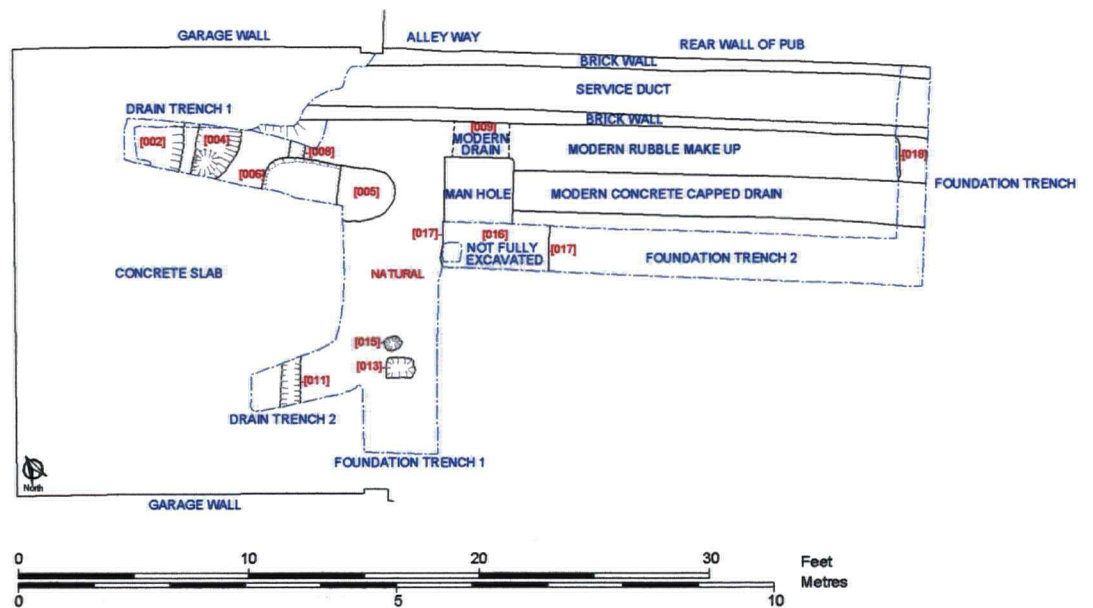 GARAGE WALL
ALLEY WAY
REAR WALL OF PUB
BRICK WALL
SERVICE DUCT
DRAIN TRENCH 1
BRICK WALL
[002]
[004]
[009]
MODERN
DRAIN
MODERN RUBBLE MAKE UP
[008]
[018]
[006]
[005]
MAN HOLE
MODERN CONCRETE CAPPED DRAIN
FOUNDATION TRENCH
[017]
[016]
NOT FULLY
EXCAVATED
[017]
FOUNDATION TRENCH 2
CONCRETE SLAB
NATURAL
[015]
[013]
[011]
DRAIN TRENCH 2
FOUNDATION TRENCH 1
North
GARAGE WALL
0 10 20 30 Feet
Metres
0 5 10